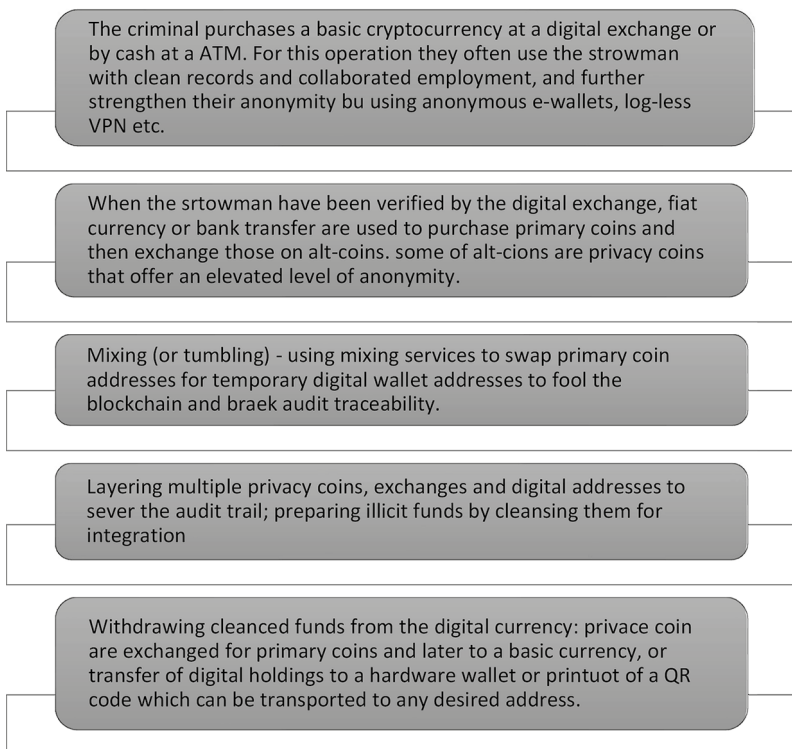 The criminal purchases a basic cryptocurrency at a digital exchange or
by cash at a ATM. For this operation they often use the strowman
with clean records and collaborated employment, and further
strengthen their anonymity bu using anonymous e-wallets, log-less
VPN etc.
When the srtowman have been verified by the digital exchange, fiat
currency or bank transfer are used to purchase primary coins and
then exchange those on alt-coins. some of alt-cions are privacy coins
that offer an elevated level of anonymity.
Mixing (or tumbling) - using mixing services to swap primary coin
addresses for temporary digital wallet addresses to fool the
blockchain and braek audit traceability.
Layering multiple privacy coins, exchanges and digital addresses to
sever the audit trail; preparing illicit funds by cleansing them for
integration
Withdrawing cleanced funds from the digital currency: privace coin
are exchanged for primary coins and later to a basic currency, or
transfer of digital holdings to a hardware wallet or printuot of a QR
code which can be transported to any desired address.